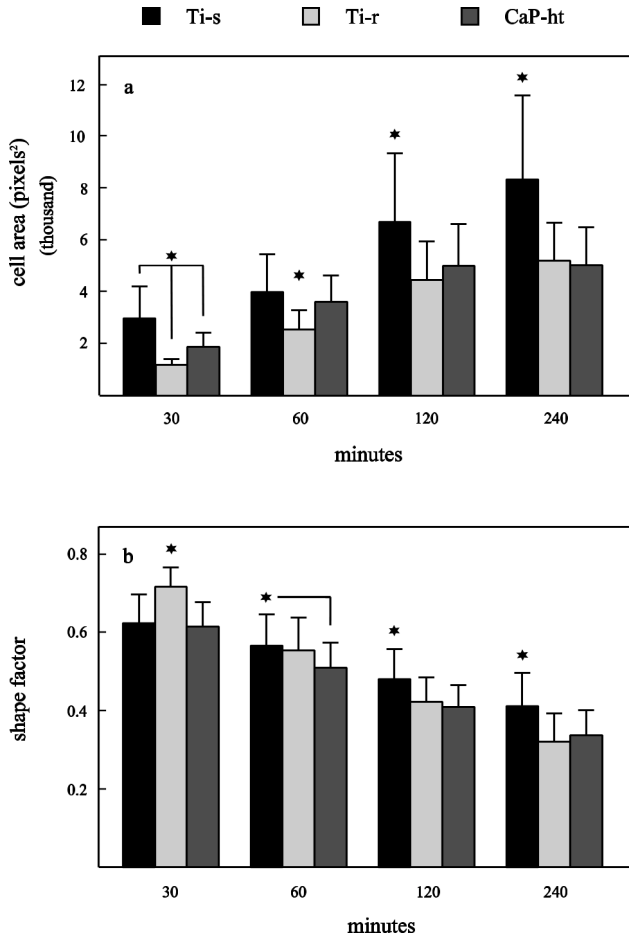 Ti-s Ti-r CaP-ht
a
12
10
8
6
4
2
cell area (pixels²)
(thousand)
30 60 120 240
minutes
b
0.8
0.6
0.4
0.2
shape factor
30 60 120 240
minutes